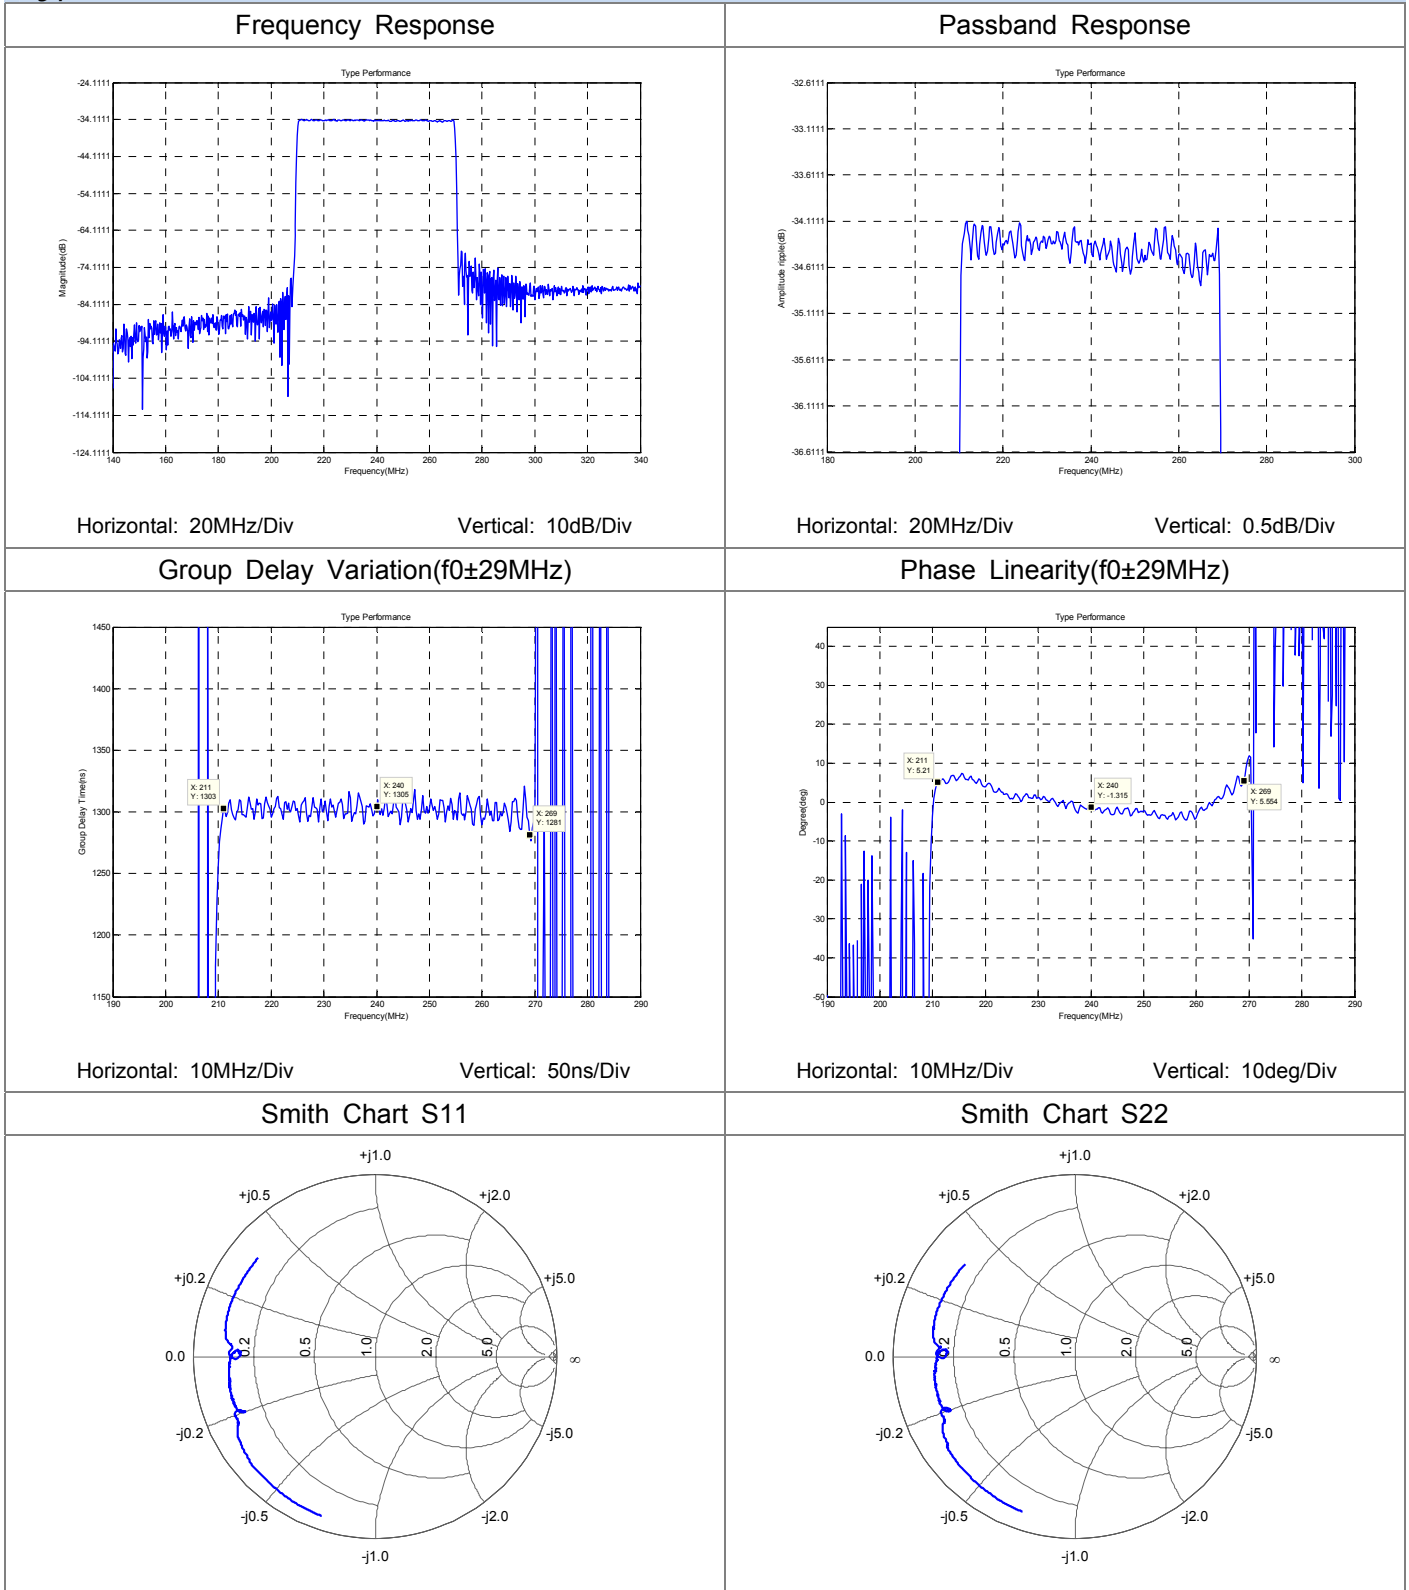 Frequency Response
Passband Response
Type Performance
-24.1111
-34.1111
-44.1111
-54.1111
-64.1111
-74.1111
-84.1111
-94.1111
-104.1111
-114.1111
-124.1111
Magnitude(dB)
140 160 180 200 220 240 260 280 300 320 340
Frequency(MHz)
Horizontal: 20MHz/Div Vertical: 10dB/Div
Type Performance
-32.6111
-33.1111
-33.6111
-34.1111
-34.6111
-35.1111
-35.6111
-36.1111
-36.6111
Amplitude ripple(dB)
180 200 220 240 260 280 300
Frequency(MHz)
Horizontal: 20MHz/Div Vertical: 0.5dB/Div
Group Delay Variation(f0±29MHz)
Phase Linearity(f0±29MHz)
Type Performance
1450
1400
1350
1300
1250
1200
1150
Group Delay Time(ns)
X: 211
Y: 1303
X: 240
Y: 1305
X: 269
Y: 1281
190 200 210 220 230 240 250 260 270 280 290
Frequency(MHz)
Horizontal: 10MHz/Div Vertical: 50ns/Div
Type Performance
40
30
20
10
0
-10
-20
-30
-40
-50
Degree(deg)
X: 211
Y: 5.21
X: 240
Y: -1.315
X: 269
Y: 5.554
190 200 210 220 230 240 250 260 270 280 290
Frequency(MHz)
Horizontal: 10MHz/Div Vertical: 10deg/Div
Smith Chart S11
Smith Chart S22
+j1.0
+j0.5 +j2.0
+j0.2 +j5.0
0.0 0.2 0.5 1.0 2.0 5.0 ∞
-j0.2 -j5.0
-j0.5 -j2.0
-j1.0
+j1.0
+j0.5 +j2.0
+j0.2 +j5.0
0.0 0.2 0.5 1.0 2.0 5.0 ∞
-j0.2 -j5.0
-j0.5 -j2.0
-j1.0